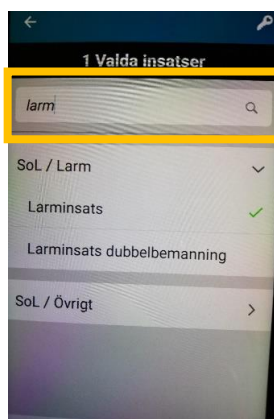 1 Valda insatser
larm
SoL / Larm
Larminsats
Larminsats dubbelbemanning
SoL / Övrigt